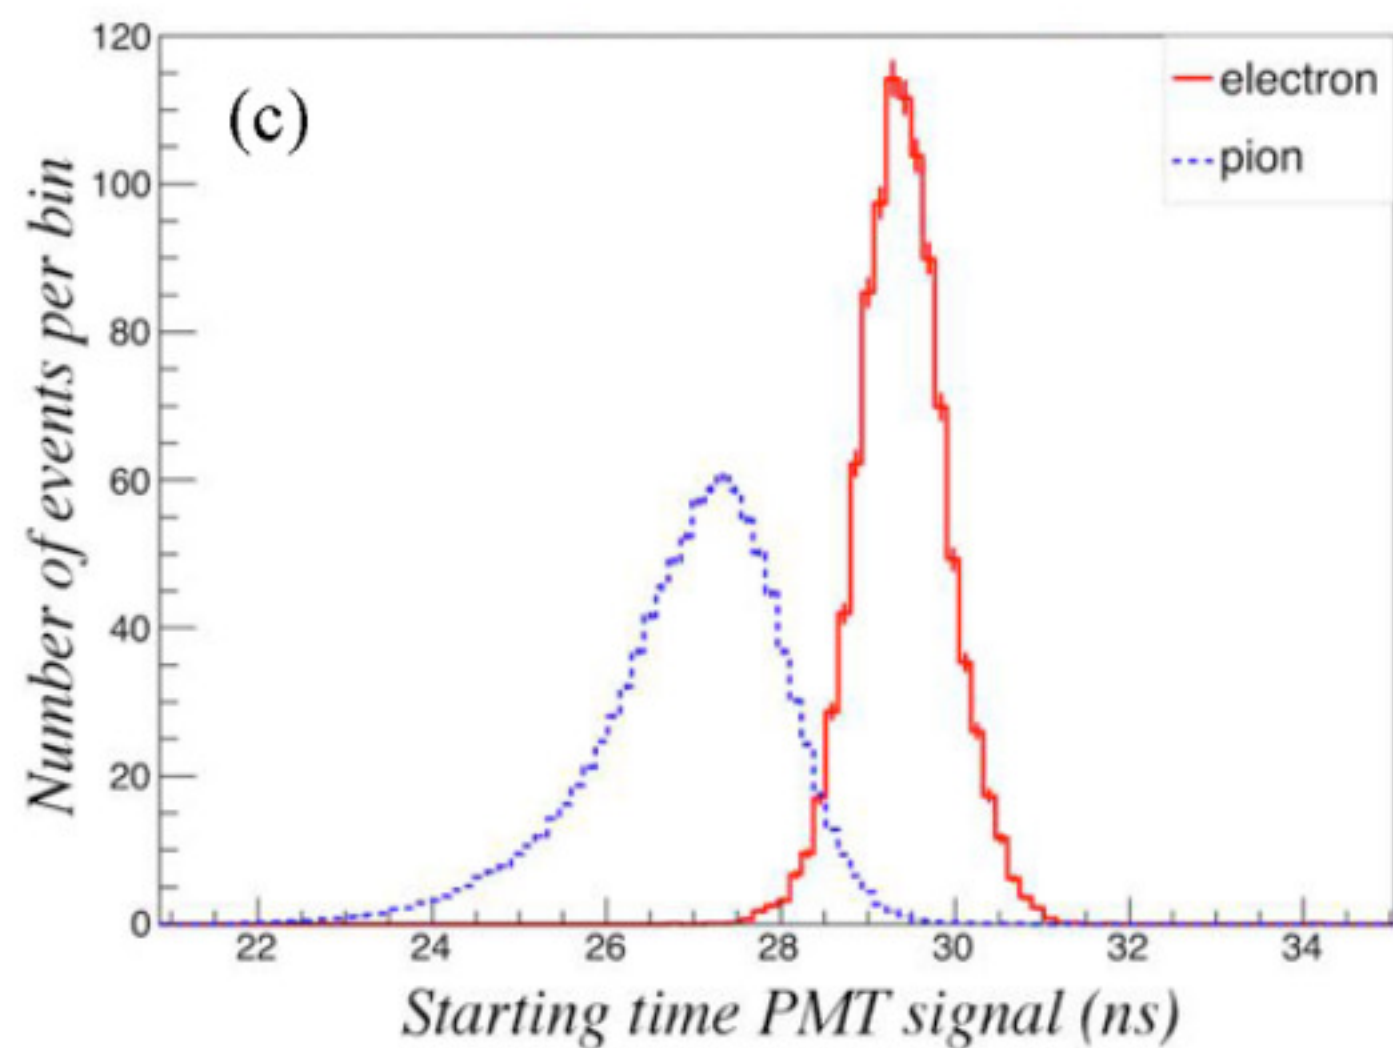 (c)
electron
pion
Number of events per bin
120
100
80
60
40
20
0
22 24 26 28 30 32 34
Starting time PMT signal (ns)